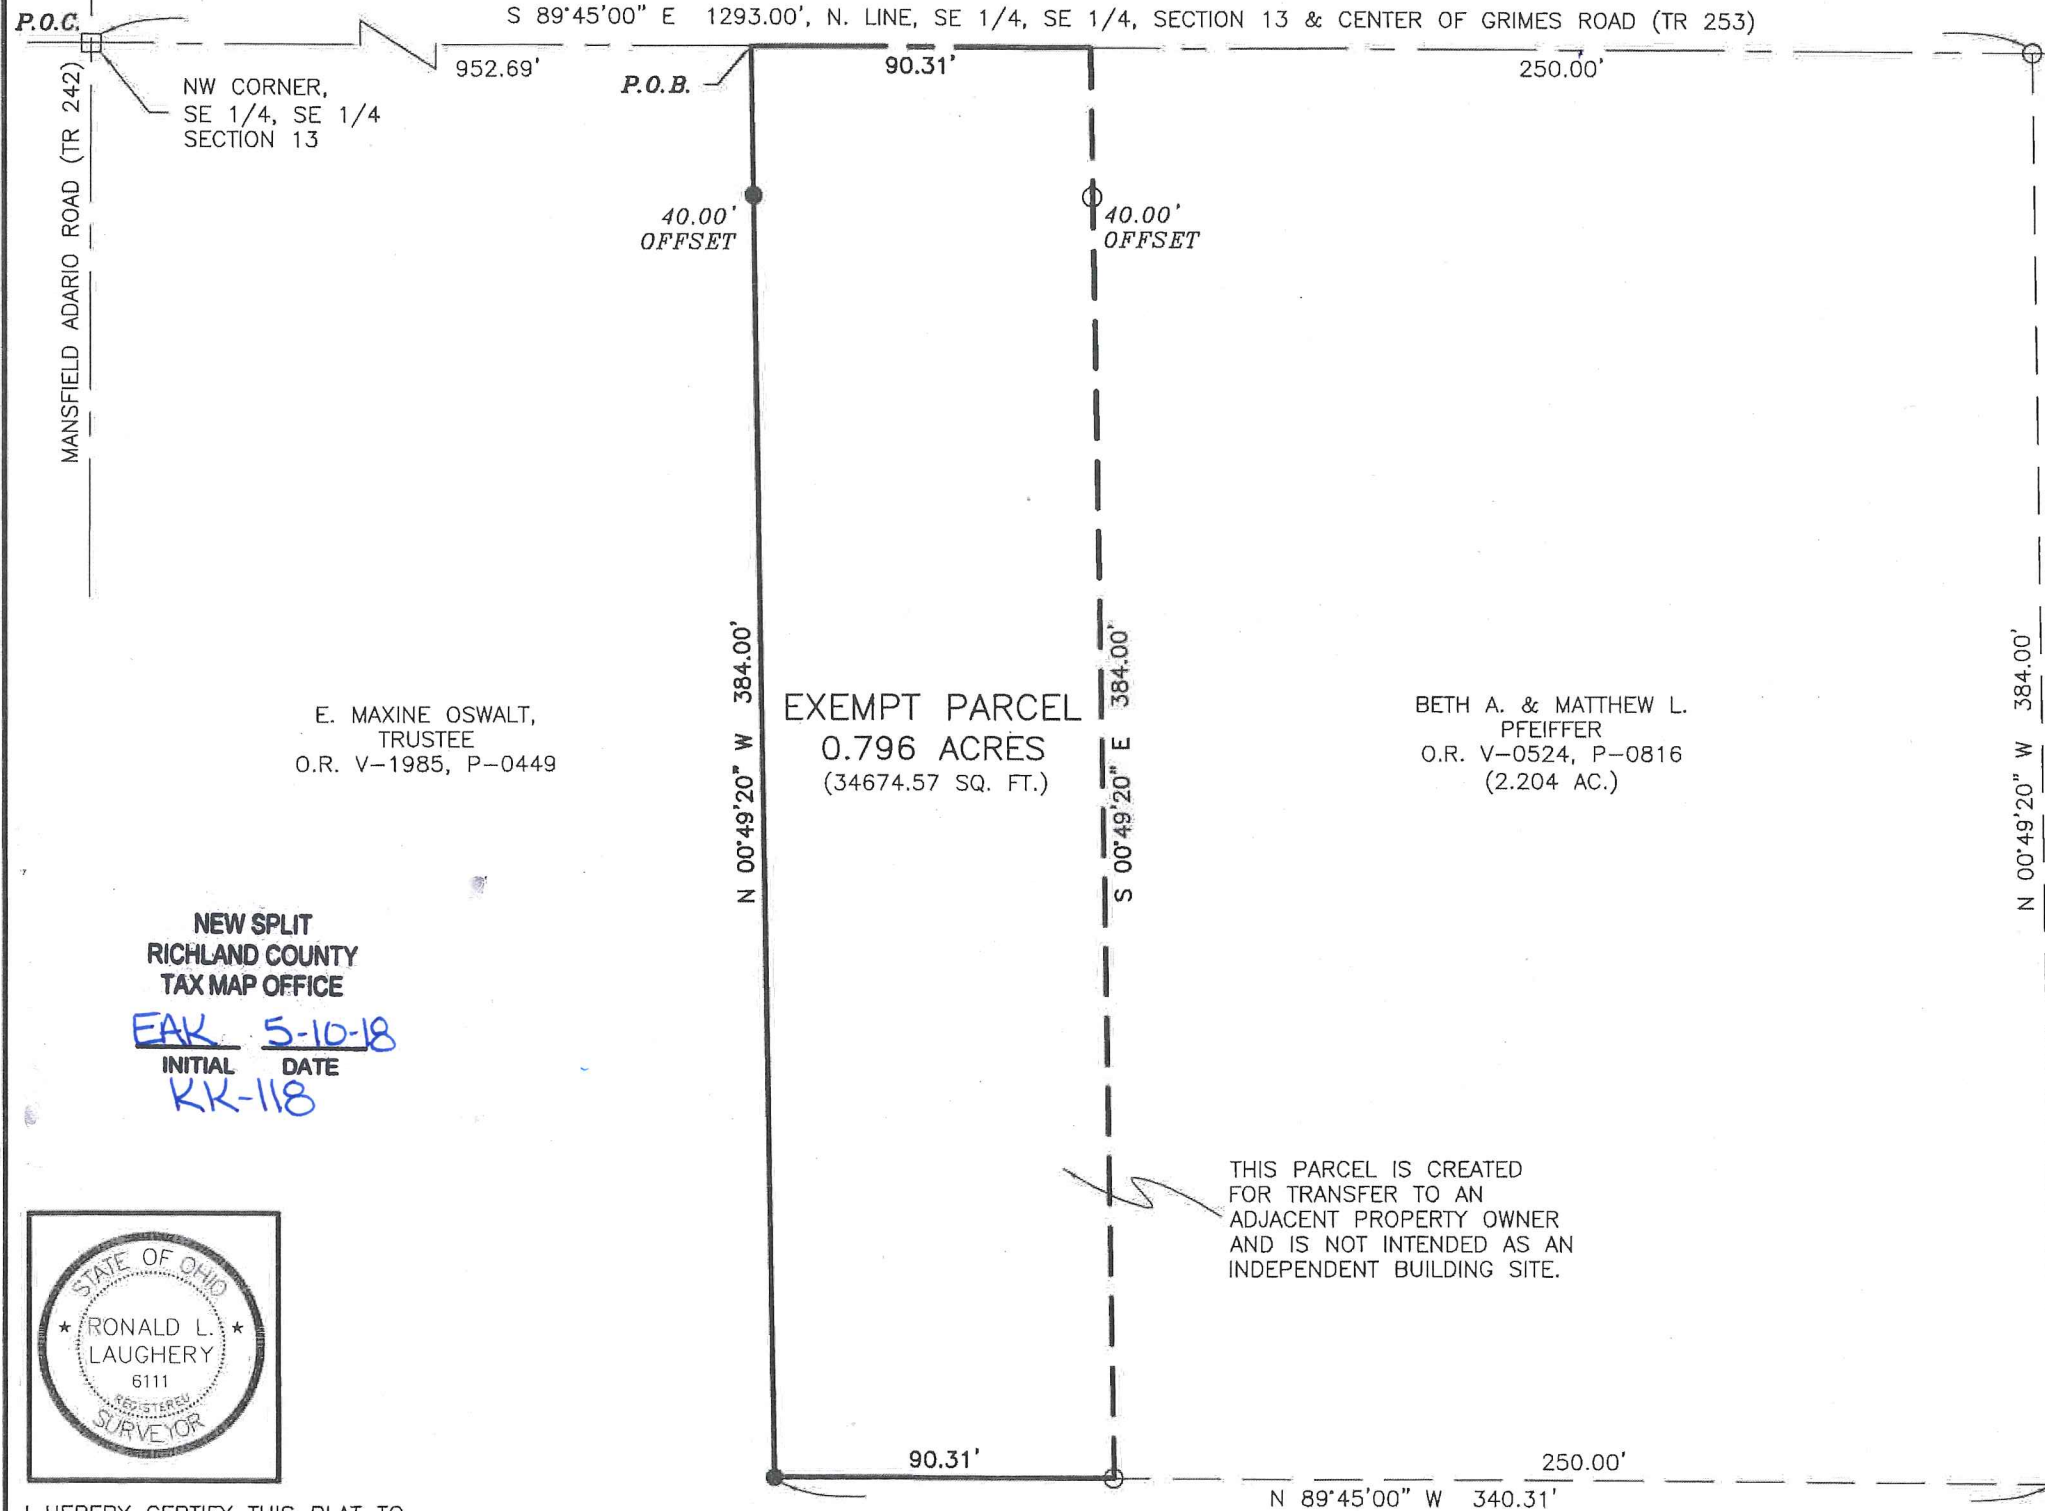 P.O.C.
S 89°45'00" E 1293.00', N. LINE, SE 1/4, SE 1/4, SECTION 13 & CENTER OF GRIMES ROAD (TR 253)
952.69'
P.O.B.
90.31'
250.00'
NW CORNER,
SE 1/4, SE 1/4
SECTION 13
MANSFIELD ADARIO ROAD (TR 242)
40.00'
OFFSET
40.00'
OFFSET
N 00°49'20" W 384.00'
S 00°49'20" E 384.00'
N 00°49'20" W 384.00'
E. MAXINE OSWALT,
TRUSTEE
O.R. V-1985, P-0449
EXEMPT PARCEL
0.796 ACRES
(34674.57 SQ. FT.)
BETH A. & MATTHEW L.
PFEIFFER
O.R. V-0524, P-0816
(2.204 AC.)
NEW SPLIT
RICHLAND COUNTY
TAX MAP OFFICE
EAK 5-10-18
INITIAL DATE
KK-118
THIS PARCEL IS CREATED
FOR TRANSFER TO AN
ADJACENT PROPERTY OWNER
AND IS NOT INTENDED AS AN
INDEPENDENT BUILDING SITE.
STATE OF OHIO
* RONALD L. *
LAUGHERY
6111
REGISTERED
SURVEYOR
90.31'
250.00'
N 89°45'00" W 340.31'
I HEREBY CERTIFY THIS PLAT TO